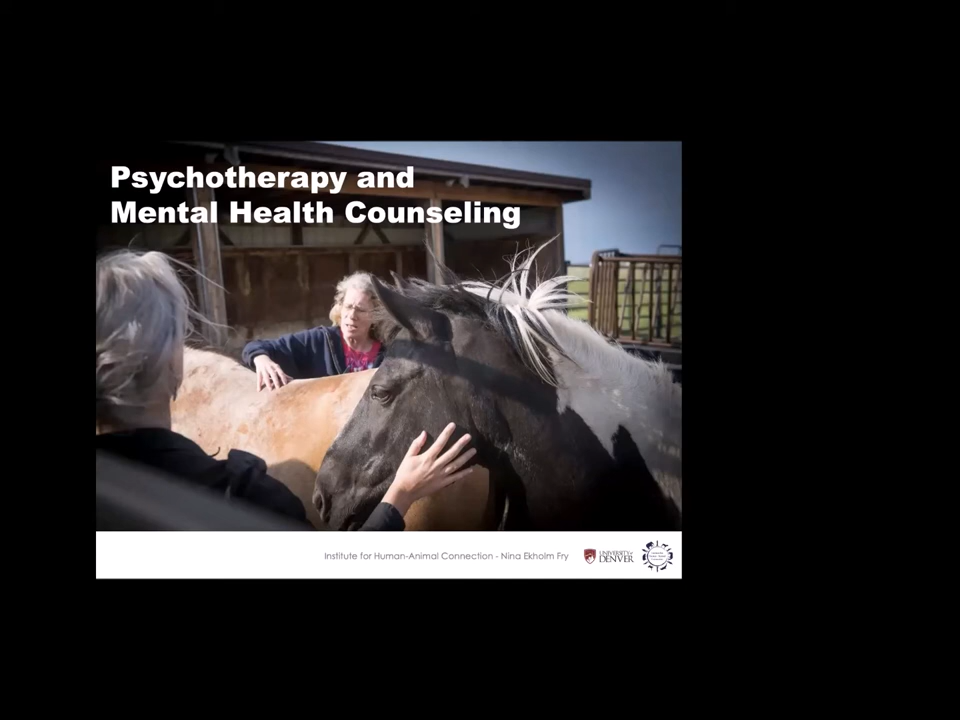 Psychotherapy and
Mental Health Counseling
Institute for Human-Animal Connection - Nina Ekholm Fry
UNIVERSITY of
DENVER